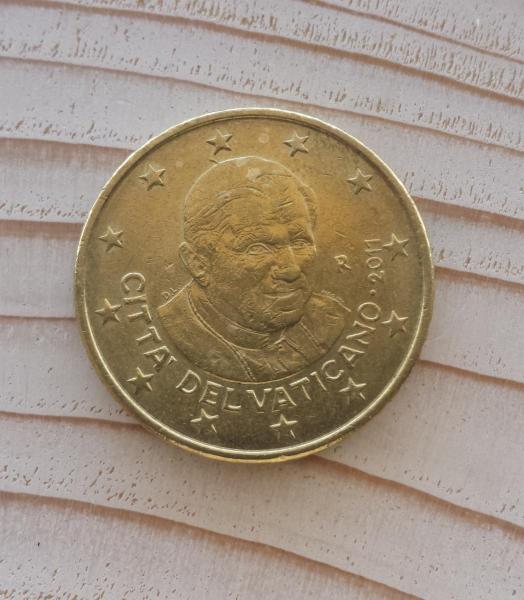 CITTA' DEL VATICANO • 2011
R